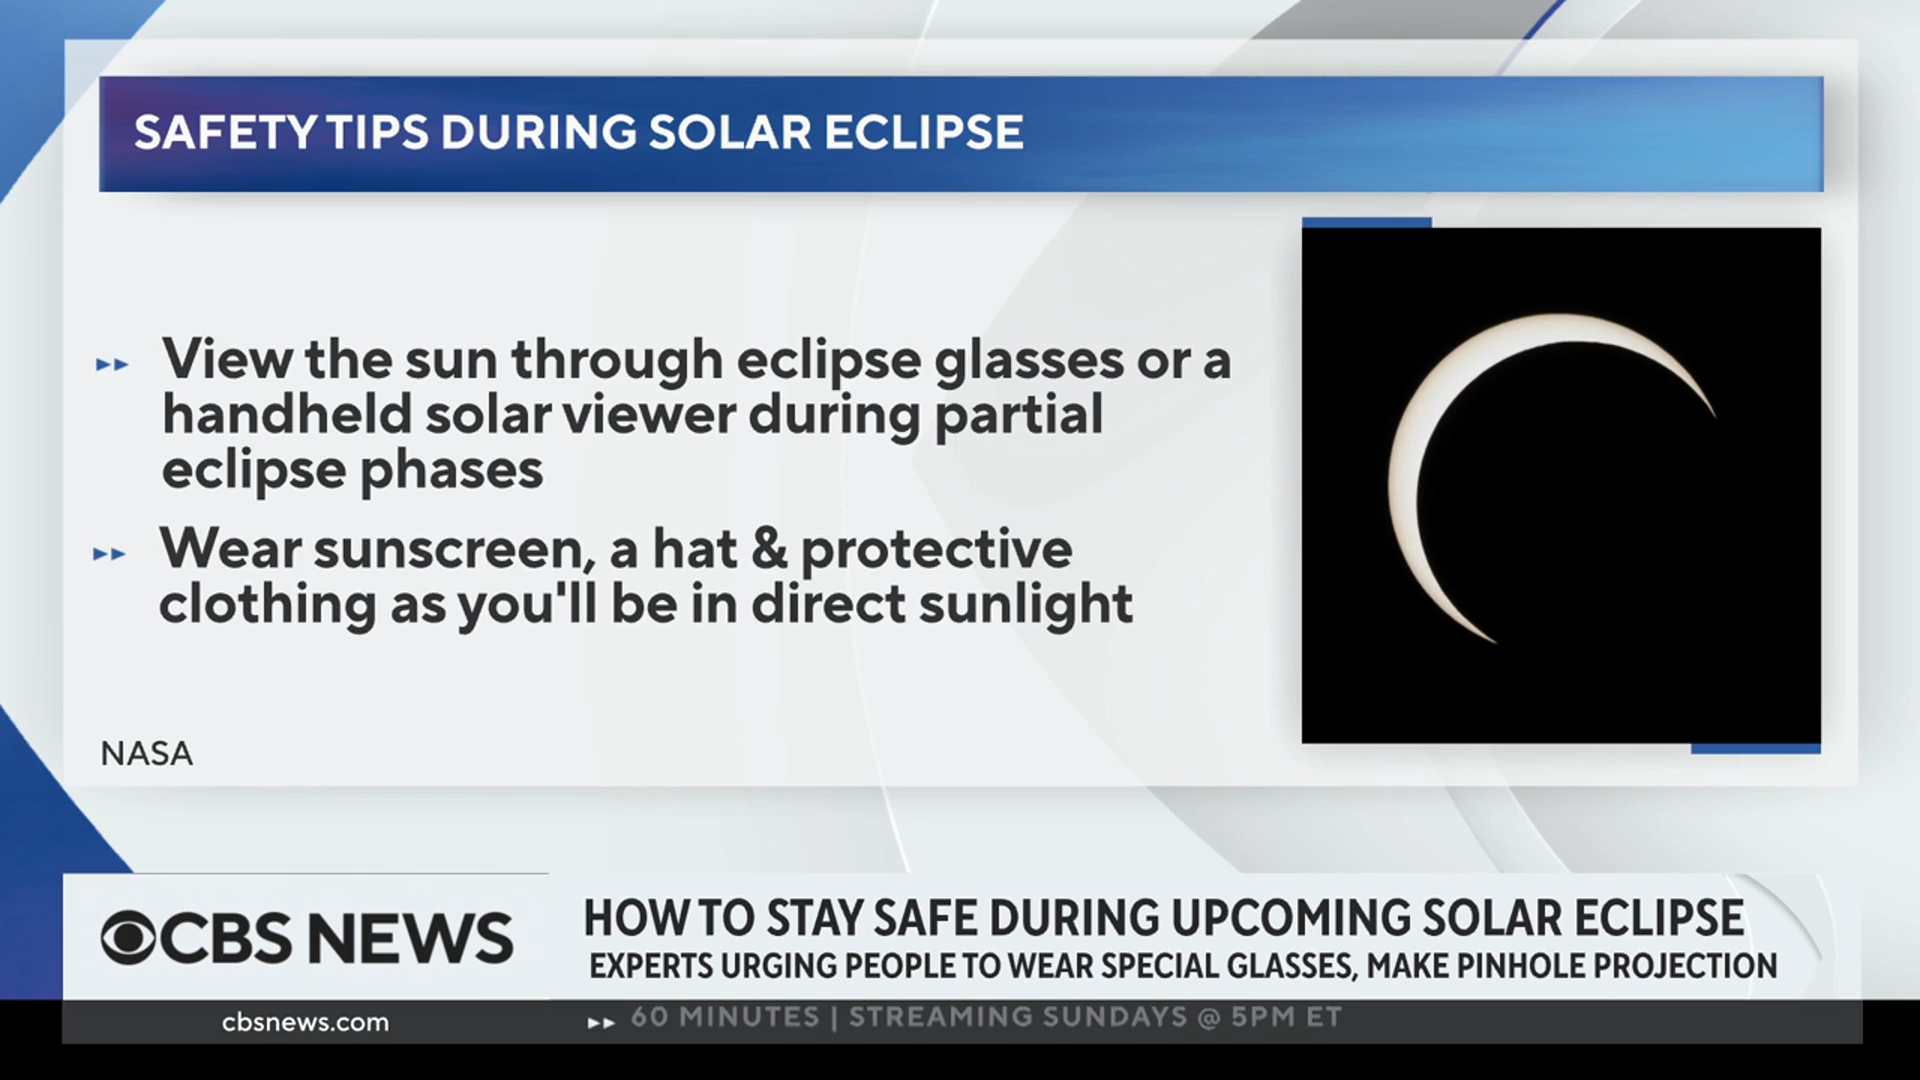 SAFETY TIPS DURING SOLAR ECLIPSE
View the sun through eclipse glasses or a
handheld solar viewer during partial
eclipse phases
Wear sunscreen, a hat & protective
clothing as you'll be in direct sunlight
NASA
CBS NEWS
HOW TO STAY SAFE DURING UPCOMING SOLAR ECLIPSE
EXPERTS URGING PEOPLE TO WEAR SPECIAL GLASSES, MAKE PINHOLE PROJECTION
cbsnews.com
60 MINUTES | STREAMING SUNDAYS @ 5PM ET